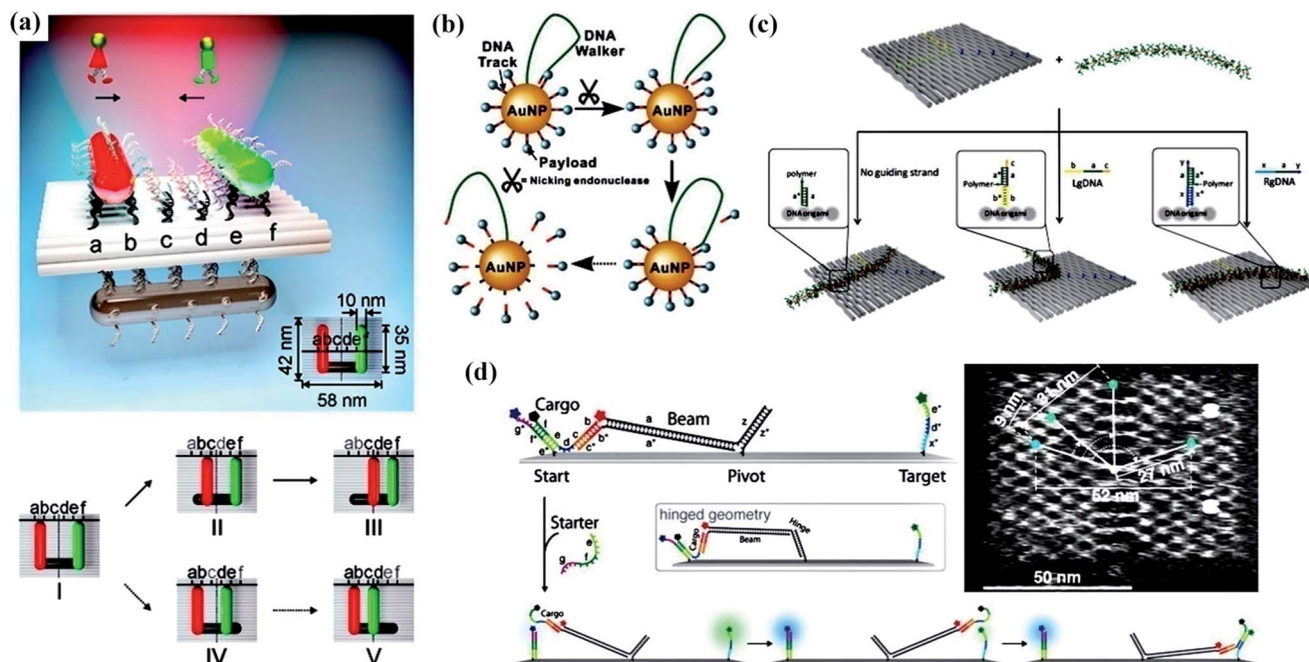 (a)
a b c d e f
10 nm
42 nm
abcdef
35 nm
58 nm
abcdef
I
abcdef
II
abcdef
III
abcdef
IV
abcdef
V
(b)
DNA
Track
DNA
Walker
AuNP
AuNP
Payload
= Nicking endonuclease
AuNP
AuNP
(c)
+
polymer
a* a
DNA origami
No guiding strand
c
a* a
Polymer
b* b
DNA origami
b a c
LgDNA
y
a* a
Polymer
x x*
DNA origami
x a y
RgDNA
(d)
Cargo
Beam
g*
f
f*
e
e*
d
c
c*
b
b*
a
a*
z
z*
e*
d*
x*
Start
Pivot
Target
Starter
e
f
g
hinged geometry
Cargo
Beam
Hinge
9 nm
31 nm
27 nm
52 nm
50 nm
Cargo